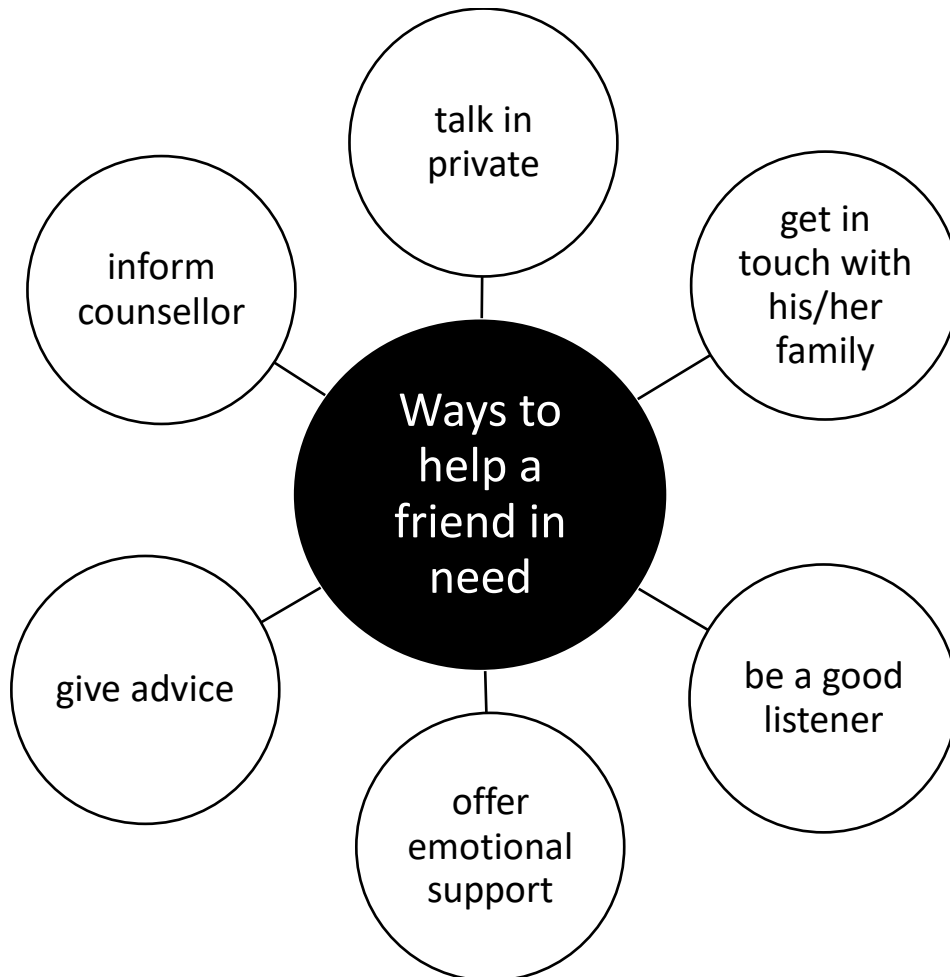 Ways to
help a
friend in
need
talk in
private
get in
touch with
his/her
family
be a good
listener
offer
emotional
support
give advice
inform
counsellor